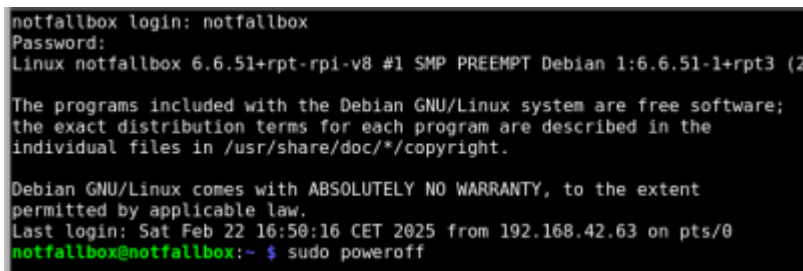 notfallbox login: notfallbox
Password:
Linux notfallbox 6.6.51+rpt-rpi-v8 #1 SMP PREEMPT Debian 1:6.6.51-1+rpt3 (2
The programs included with the Debian GNU/Linux system are free software;
the exact distribution terms for each program are described in the
individual files in /usr/share/doc/*/copyright.
Debian GNU/Linux comes with ABSOLUTELY NO WARRANTY, to the extent
permitted by applicable law.
Last login: Sat Feb 22 16:50:16 CET 2025 from 192.168.42.63 on pts/0
notfallbox@notfallbox:~ $ sudo poweroff